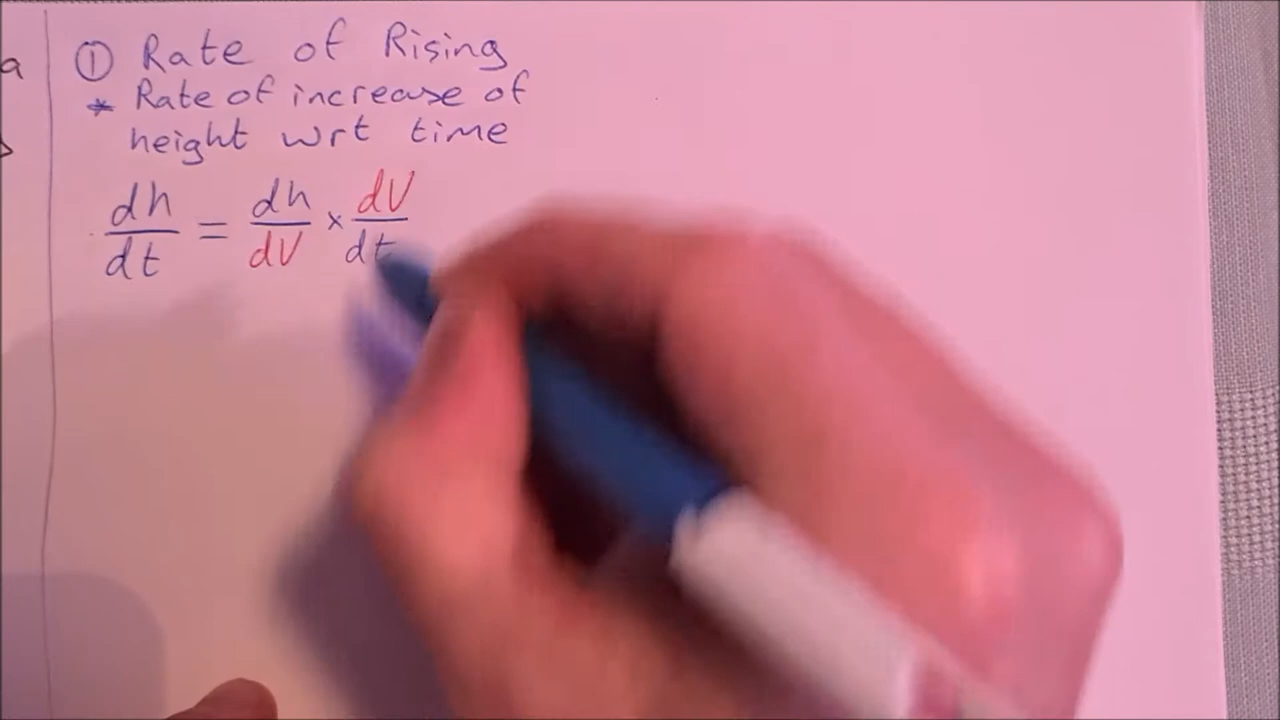 a
① Rate of Rising
* Rate of increase of
height wrt time
dh/dt = dh/dV × dV/dt